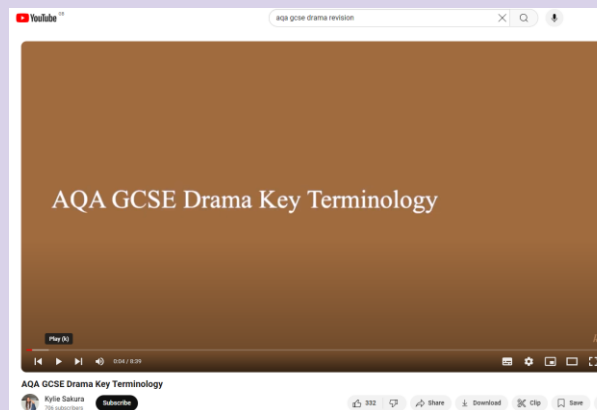 YouTube
aqa gcse drama revision
AQA GCSE Drama Key Terminology
Play (k)
0:04 / 8:39
AQA GCSE Drama Key Terminology
Kylie Sakura
Subscribe
332
Share
Download
Clip
Save
subscribers